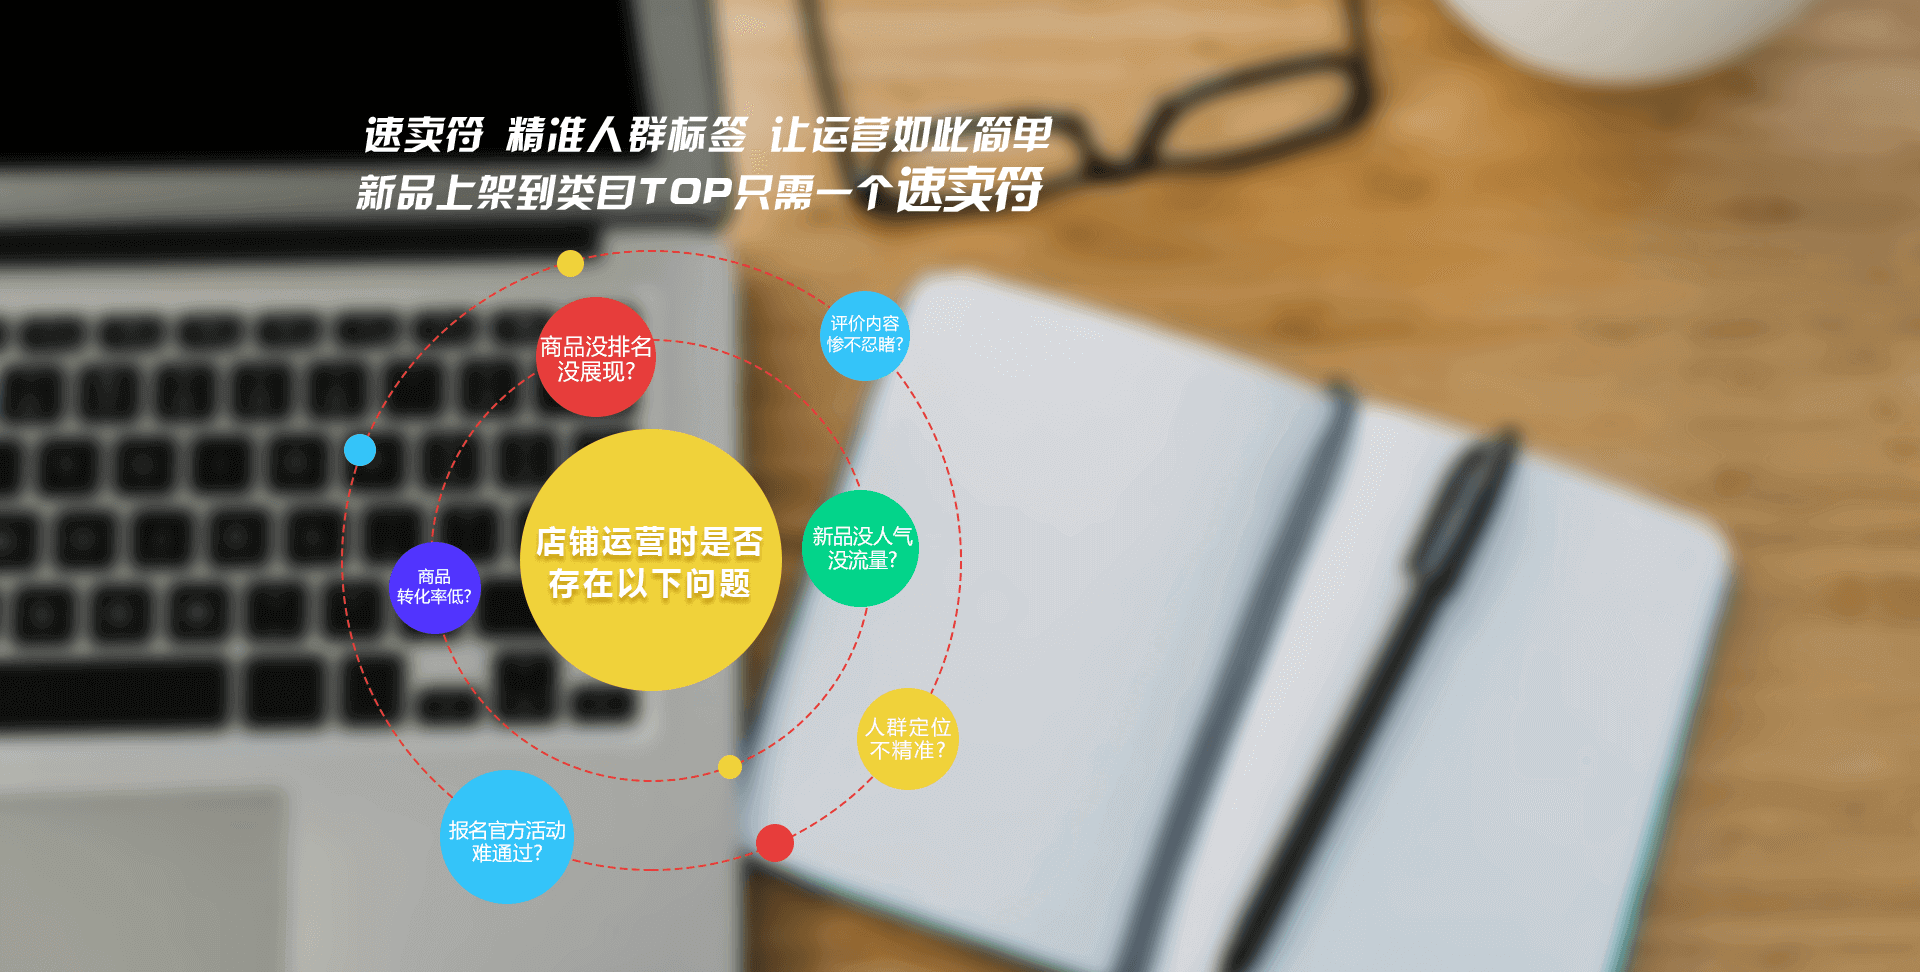 速卖符 精准人群标签 让运营如此简单
新品上架到类目TOP只需一个速卖符
商品没排名
没展现?
评价内容
惨不忍睹?
店铺运营时是否
存在以下问题
新品没人气
没流量?
商品
转化率低?
人群定位
不精准?
报名官方活动
难通过?